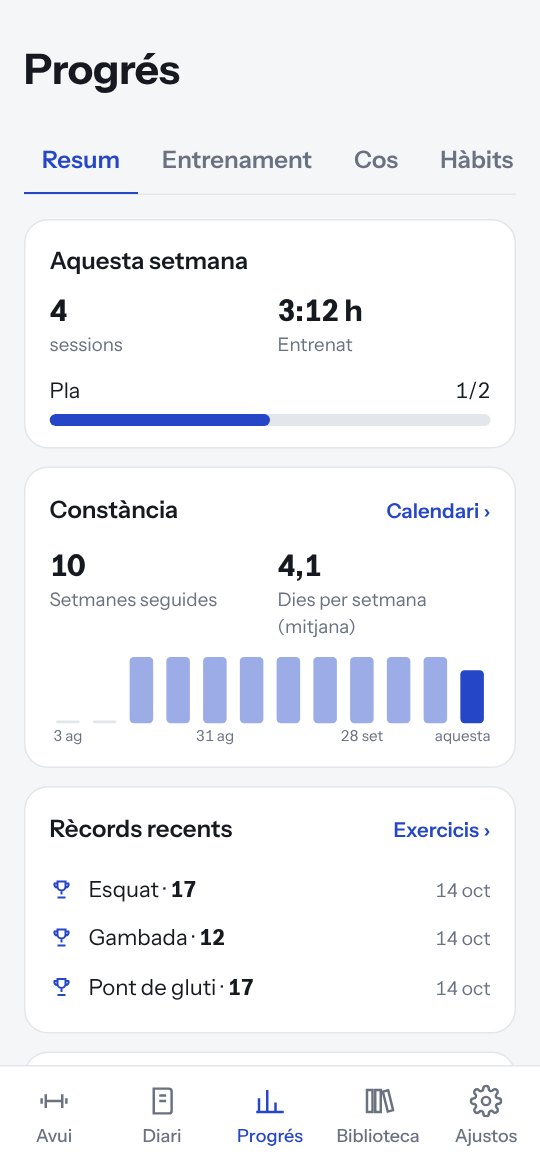 Progrés
Resum Entrenament Cos Hàbits
Aquesta setmana
4 3:12 h
sessions Entrenat
Pla 1/2
Constància Calendari ›
10 4,1
Setmanes seguides Dies per setmana
(mitjana)
3 ag 31 ag 28 set aquesta
Rècords recents Exercicis ›
Esquat · 17 14 oct
Gambada · 12 14 oct
Pont de gluti · 17 14 oct
Avui Diari Progrés Biblioteca Ajustos